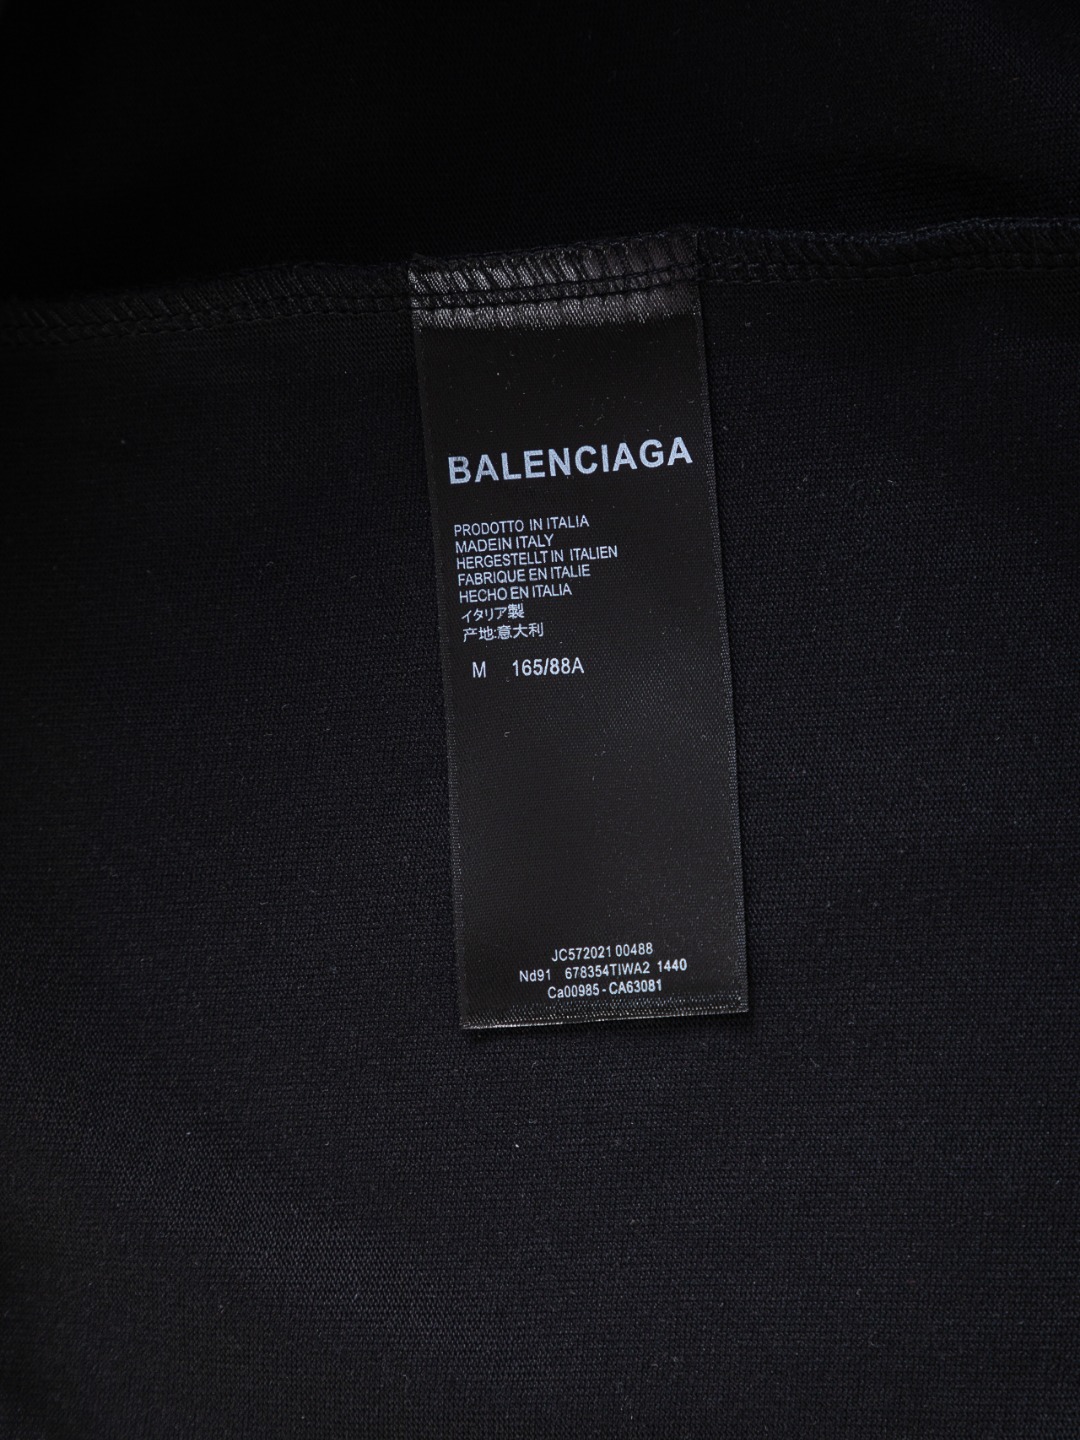 BALENCIAGA
PRODOTTO IN ITALIA
MADEIN ITALY
HERGESTELLT IN ITALIEN
FABRIQUE EN ITALIE
HECHO EN ITALIA
イタリア製
产地:意大利
M 165/88A
JC572021 00488
Nd91 678354TIWA2 1440
Ca00985-CA63081